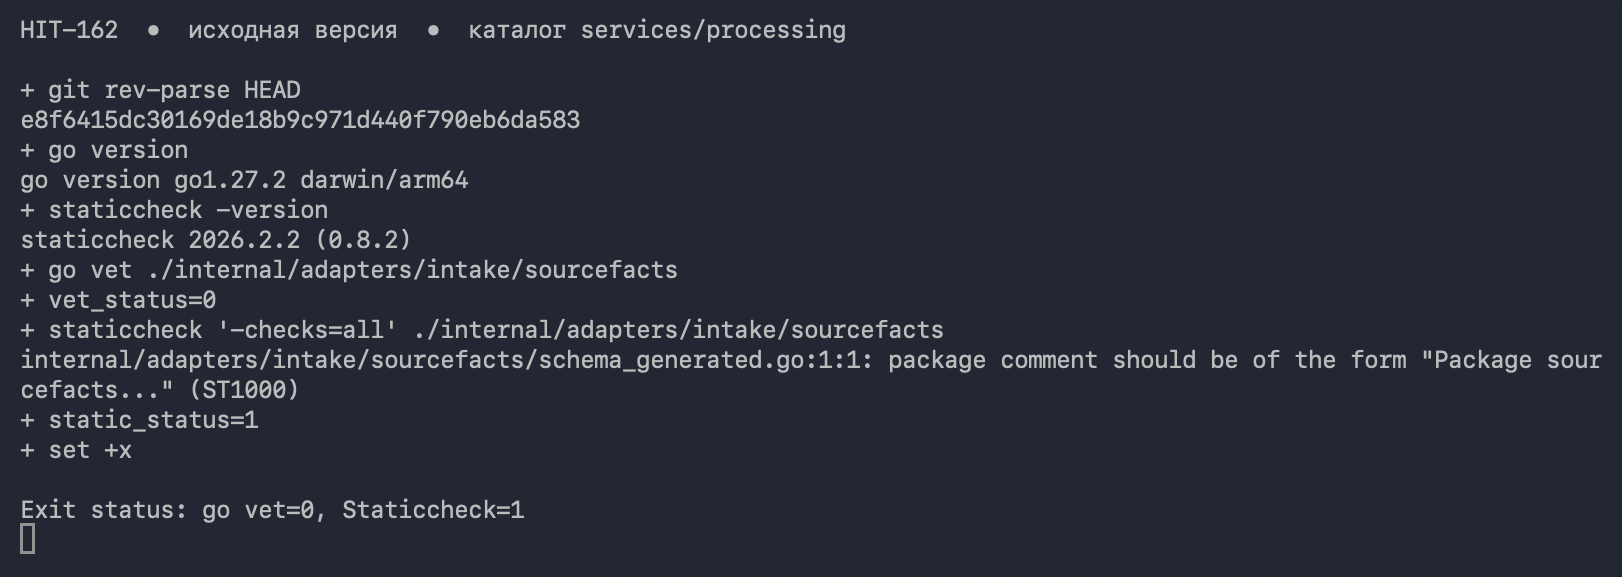 HIT-162 ● исходная версия ● каталог services/processing
+ git rev-parse HEAD
e8f6415dc30169de18b9c971d440f790eb6da583
+ go version
go version go1.27.2 darwin/arm64
+ staticcheck -version
staticcheck 2026.2.2 (0.8.2)
+ go vet ./internal/adapters/intake/sourcefacts
+ vet_status=0
+ staticcheck '-checks=all' ./internal/adapters/intake/sourcefacts
internal/adapters/intake/sourcefacts/schema_generated.go:1:1: package comment should be of the form "Package sour
cefacts..." (ST1000)
+ static_status=1
+ set +x
Exit status: go vet=0, Staticcheck=1